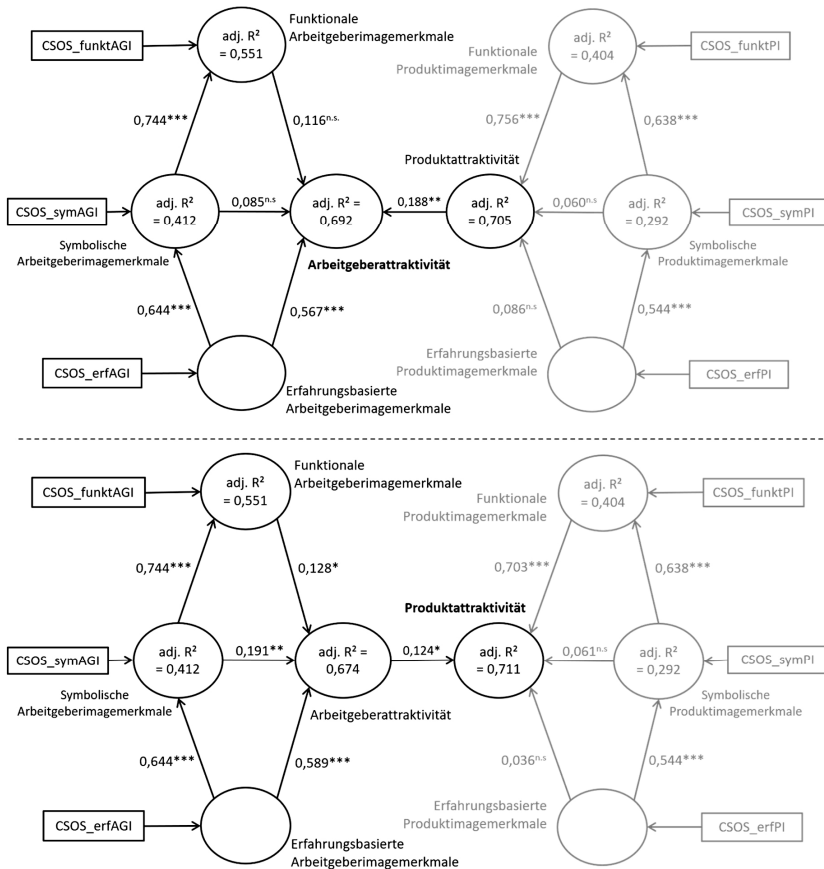 Funktionale
Arbeitgeberimagemerkmale
CSOS_funktAGI
adj. R²
= 0,551
Funktionale
Produktimagemerkmale
adj. R²
= 0,404
CSOS_funktPI
0,744***
0,116n.s.
0,756***
0,638***
Produktattraktivität
CSOS_symAGI
adj. R²
= 0,412
0,085n.s
adj. R² =
0,692
0,188**
adj. R²
= 0,705
0,060n.s
adj. R²
= 0,292
CSOS_symPI
Symbolische
Arbeitgeberimagemerkmale
Arbeitgeberattraktivität
Symbolische
Produktimagemerkmale
0,644***
0,567***
0,086n.s
0,544***
CSOS_erfAGI
Erfahrungsbasierte
Produktimagemerkmale
CSOS_erfPI
Erfahrungsbasierte
Arbeitgeberimagemerkmale
Funktionale
Arbeitgeberimagemerkmale
CSOS_funktAGI
adj. R²
= 0,551
Funktionale
Produktimagemerkmale
adj. R²
= 0,404
CSOS_funktPI
0,744***
0,128*
0,703***
0,638***
Produktattraktivität
CSOS_symAGI
adj. R²
= 0,412
0,191**
adj. R² =
0,674
0,124*
adj. R²
= 0,711
0,061n.s
adj. R²
= 0,292
CSOS_symPI
Symbolische
Arbeitgeberimagemerkmale
Arbeitgeberattraktivität
Symbolische
Produktimagemerkmale
0,644***
0,589***
0,036n.s
0,544***
CSOS_erfAGI
Erfahrungsbasierte
Produktimagemerkmale
CSOS_erfPI
Erfahrungsbasierte
Arbeitgeberimagemerkmale